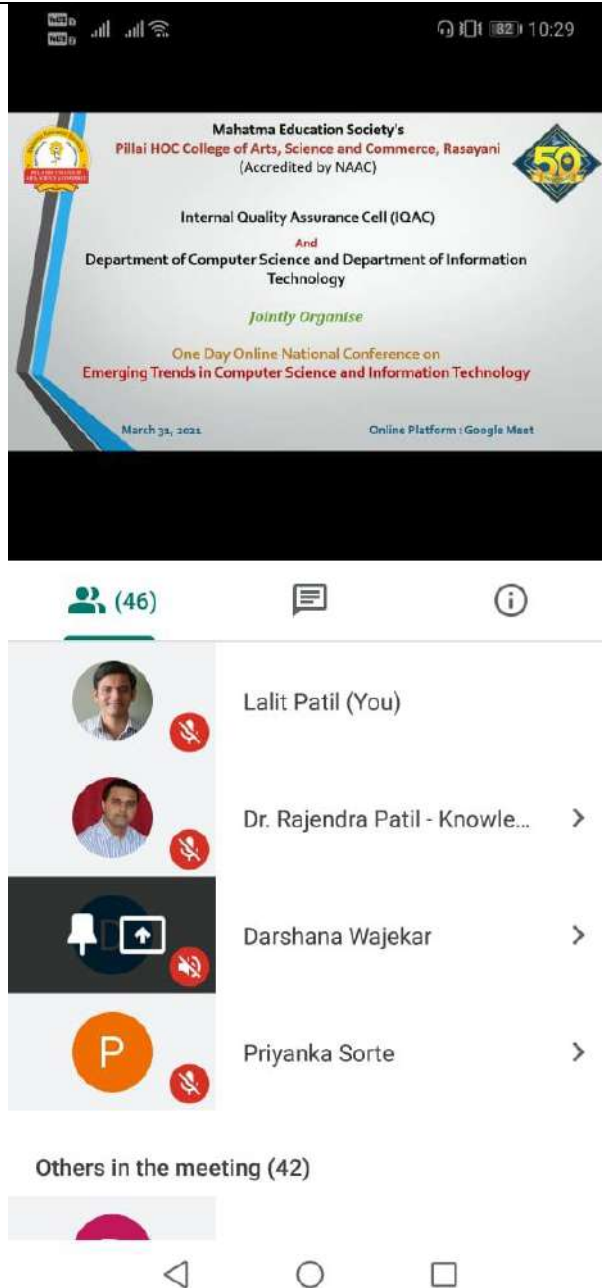 82 10:29
Mahatma Education Society's
Pillai HOC College of Arts, Science and Commerce, Rasayani
(Accredited by NAAC)
50
Internal Quality Assurance Cell (IQAC)
And
Department of Computer Science and Department of Information
Technology
Jointly Organise
One Day Online National Conference on
Emerging Trends in Computer Science and Information Technology
March 31, 2021 Online Platform : Google Meet
(46)
Lalit Patil (You)
Dr. Rajendra Patil - Knowle...
Darshana Wajekar
P Priyanka Sorte
Others in the meeting (42)